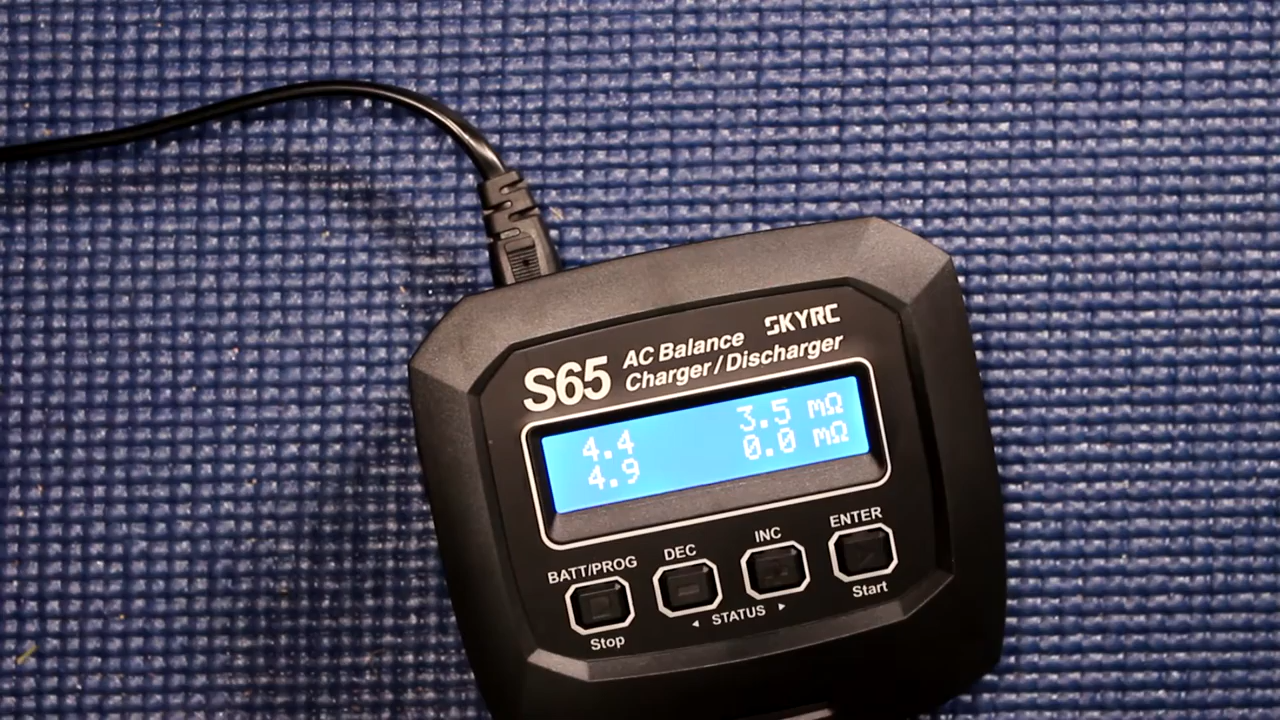 SKYRC
S65 AC Balance
Charger/Discharger
4.4 3.5 mΩ
4.9 0.0 mΩ
BATT/PROG DEC INC ENTER
Stop ◂ STATUS ▸ Start